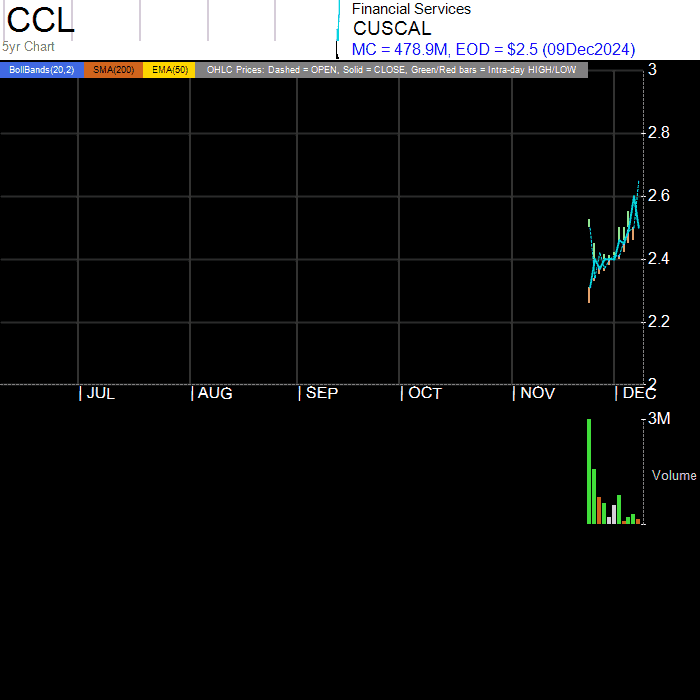 CCL
5yr Chart
Financial Services
CUSCAL
MC = 478.9M, EOD = $2.5 (09Dec2024)
BollBands(20,2) SMA(200) EMA(50) OHLC Prices: Dashed = OPEN, Solid = CLOSE, Green/Red bars = Intra-day HIGH/LOW
3
2.8
2.6
2.4
2.2
2
| JUL | AUG | SEP | OCT | NOV | DEC
3M
Volume